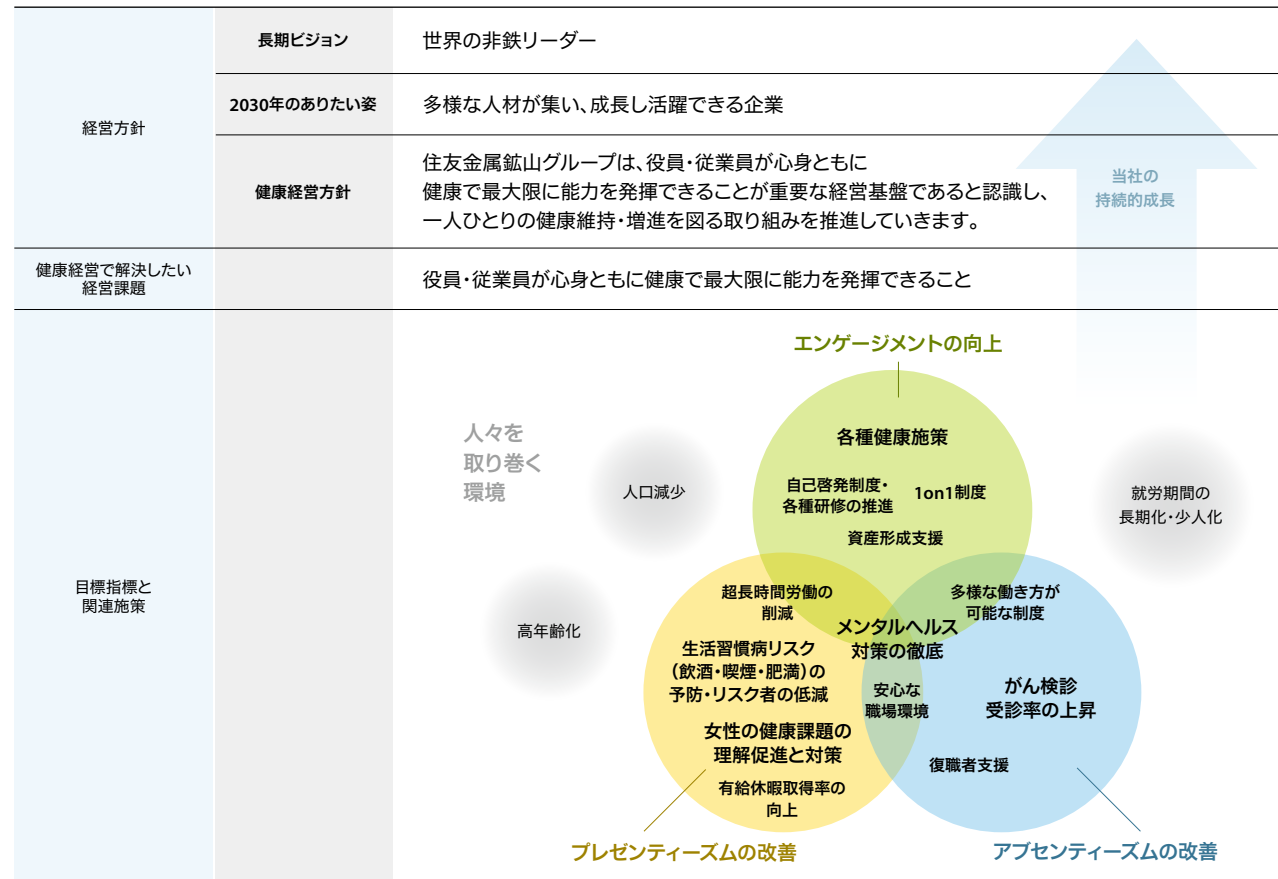 経営方針
長期ビジョン
世界の非鉄リーダー
2030年のありたい姿
多様な人材が集い、成長し活躍できる企業
健康経営方針
住友金属鉱山グループは、役員・従業員が心身ともに
健康で最大限に能力を発揮できることが重要な経営基盤であると認識し、
一人ひとりの健康維持・増進を図る取り組みを推進していきます。
当社の
持続的成長
健康経営で解決したい
経営課題
役員・従業員が心身ともに健康で最大限に能力を発揮できること
目標指標と
関連施策
人々を
取り巻く
環境
人口減少
高年齢化
就労期間の
長期化・少人化
エンゲージメントの向上
各種健康施策
自己啓発制度・
各種研修の推進
1on1制度
資産形成支援
超長時間労働の
削減
多様な働き方が
可能な制度
メンタルヘルス
対策の徹底
生活習慣病リスク
(飲酒・喫煙・肥満)の
予防・リスク者の低減
安心な
職場環境
がん検診
受診率の上昇
女性の健康課題の
理解促進と対策
復職者支援
有給休暇取得率の
向上
プレゼンティーズムの改善
アブセンティーズムの改善